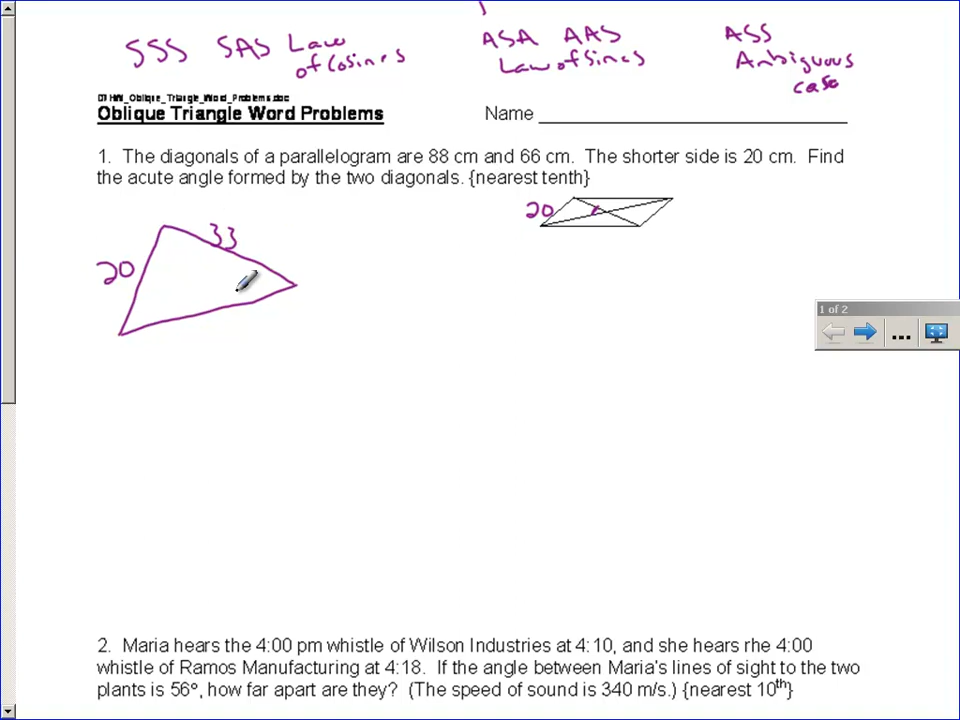 SSS SAS Law of Cosines
ASA AAS Law of Sines
ASS Ambiguous case
Oblique Triangle Word Problems
Name
1. The diagonals of a parallelogram are 88 cm and 66 cm. The shorter side is 20 cm. Find
the acute angle formed by the two diagonals. {nearest tenth}
20
33
20
1 of 2
...
2. Maria hears the 4:00 pm whistle of Wilson Industries at 4:10, and she hears rhe 4:00
whistle of Ramos Manufacturing at 4:18. If the angle between Maria's lines of sight to the two
plants is 56°, how far apart are they? (The speed of sound is 340 m/s.) {nearest 10th}